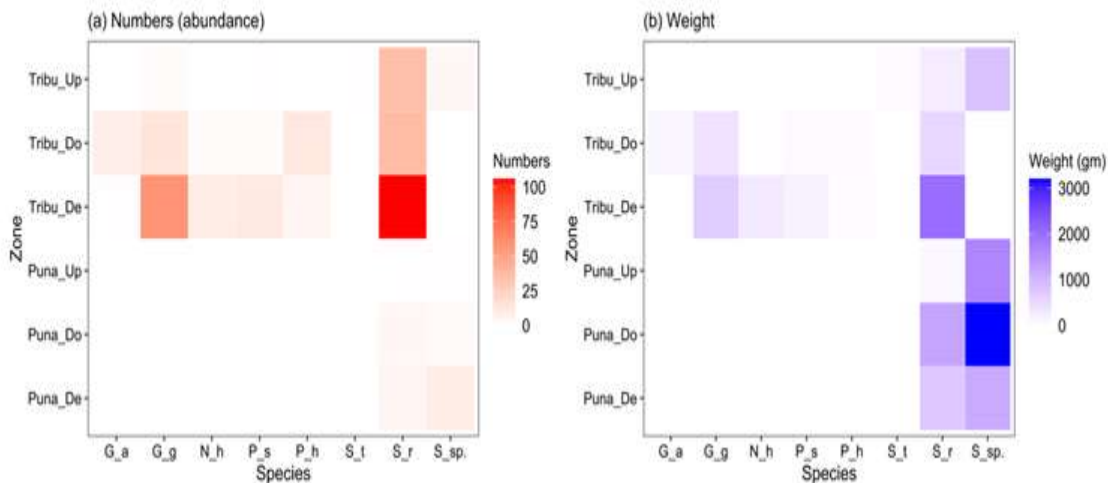 (a) Numbers (abundance)
Tribu_Up
Tribu_Do
Tribu_De
Puna_Up
Puna_Do
Puna_De
Zone
G_a G_g N_h P_s P_h S_t S_r S_sp.
Species
Numbers
100
75
50
25
0
(b) Weight
Tribu_Up
Tribu_Do
Tribu_De
Puna_Up
Puna_Do
Puna_De
Zone
G_a G_g N_h P_s P_h S_t S_r S_sp.
Species
Weight (gm)
3000
2000
1000
0